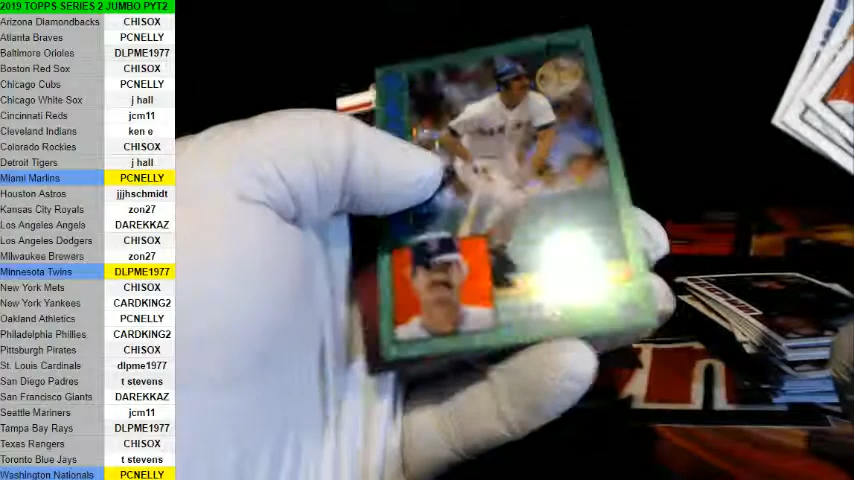 2019 TOPPS SERIES 2 JUMBO PYT2
Arizona Diamondbacks CHISOX
Atlanta Braves PCNELLY
Baltimore Orioles DLPME1977
Boston Red Sox CHISOX
Chicago Cubs PCNELLY
Chicago White Sox j hall
Cincinnati Reds jcm11
Cleveland Indians ken e
Colorado Rockies CHISOX
Detroit Tigers j hall
Miami Marlins PCNELLY
Houston Astros jjjhschmidt
Kansas City Royals zon27
Los Angeles Angels DAREKKAZ
Los Angeles Dodgers CHISOX
Milwaukee Brewers zon27
Minnesota Twins DLPME1977
New York Mets CHISOX
New York Yankees CARDKING2
Oakland Athletics PCNELLY
Philadelphia Phillies CARDKING2
Pittsburgh Pirates CHISOX
St. Louis Cardinals dlpme1977
San Diego Padres t stevens
San Francisco Giants DAREKKAZ
Seattle Mariners jcm11
Tampa Bay Rays DLPME1977
Texas Rangers CHISOX
Toronto Blue Jays t stevens
Washington Nationals PCNELLY